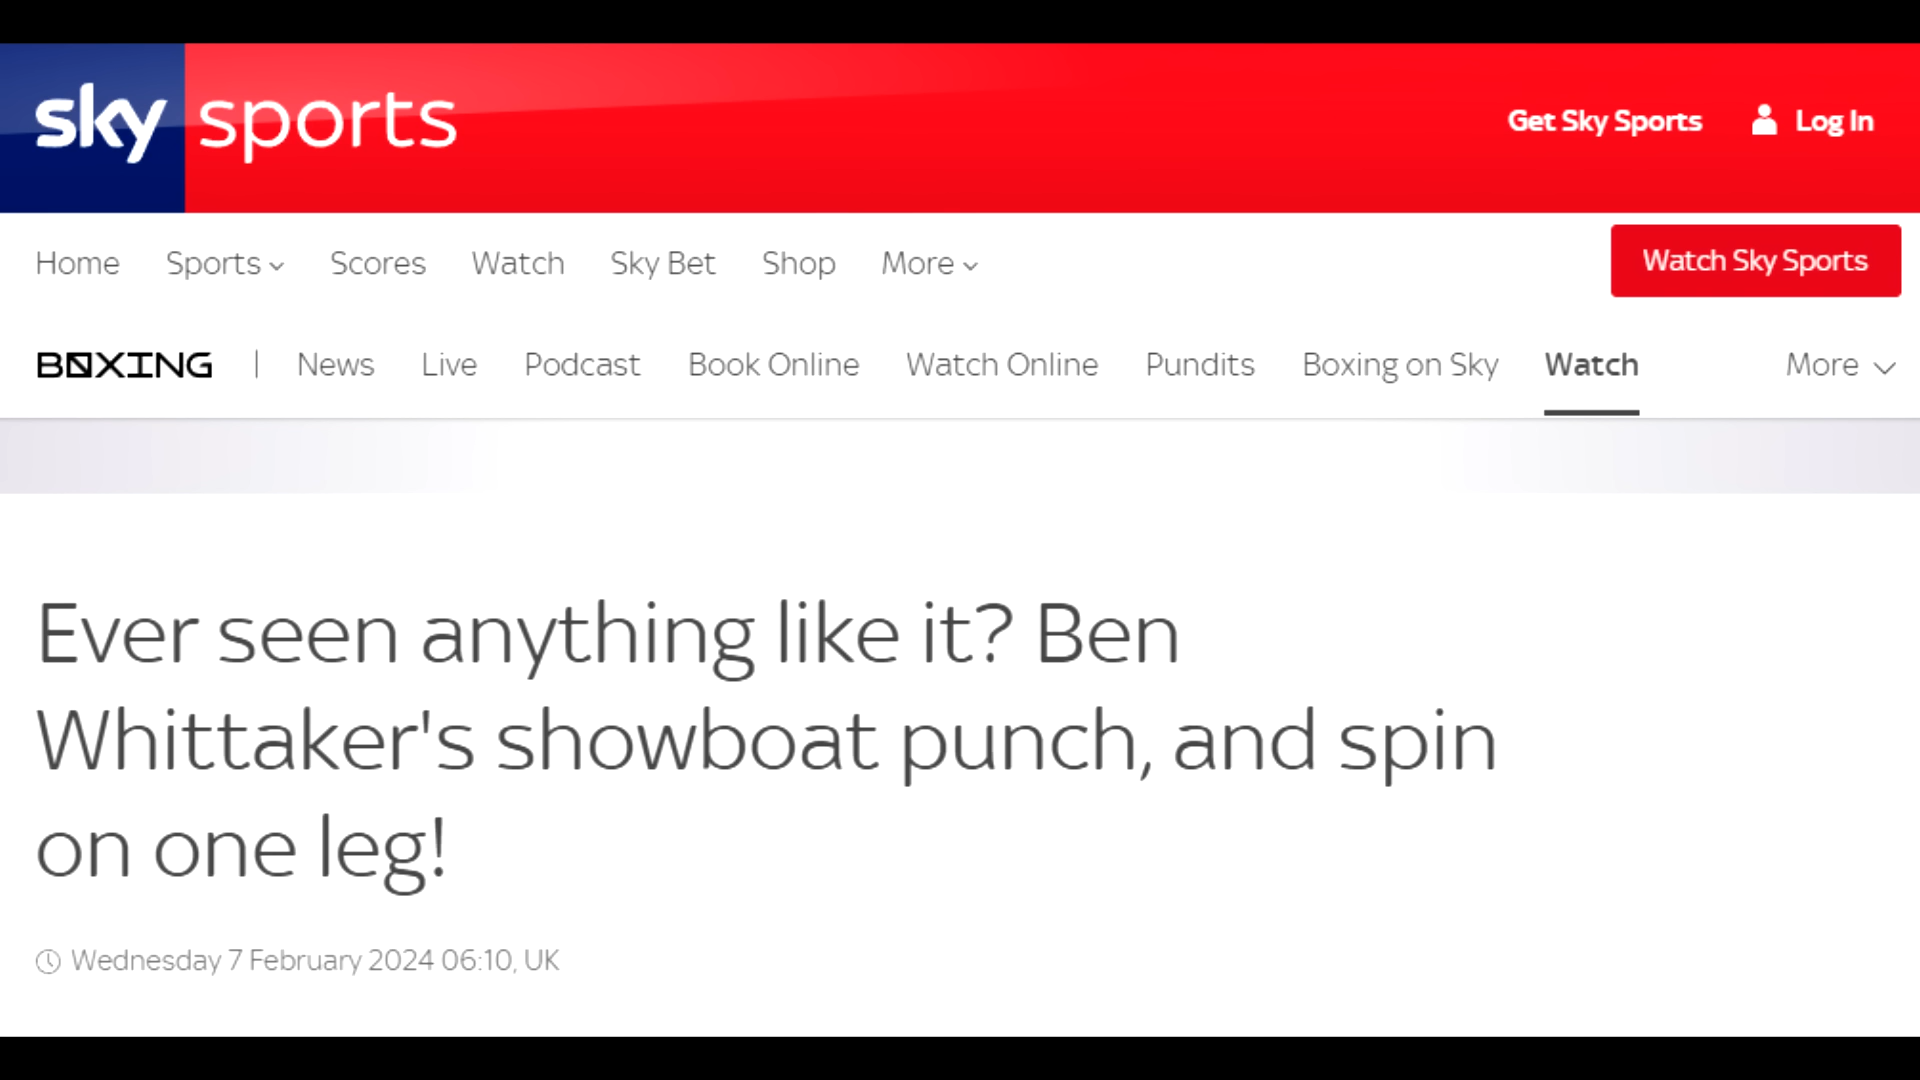 sky sports
Get Sky Sports Log In
Home Sports Scores Watch Sky Bet Shop More Watch Sky Sports
BOXING | News Live Podcast Book Online Watch Online Pundits Boxing on Sky Watch More
Ever seen anything like it? Ben
Whittaker's showboat punch, and spin
on one leg!
Wednesday 7 February 2024 06:10, UK